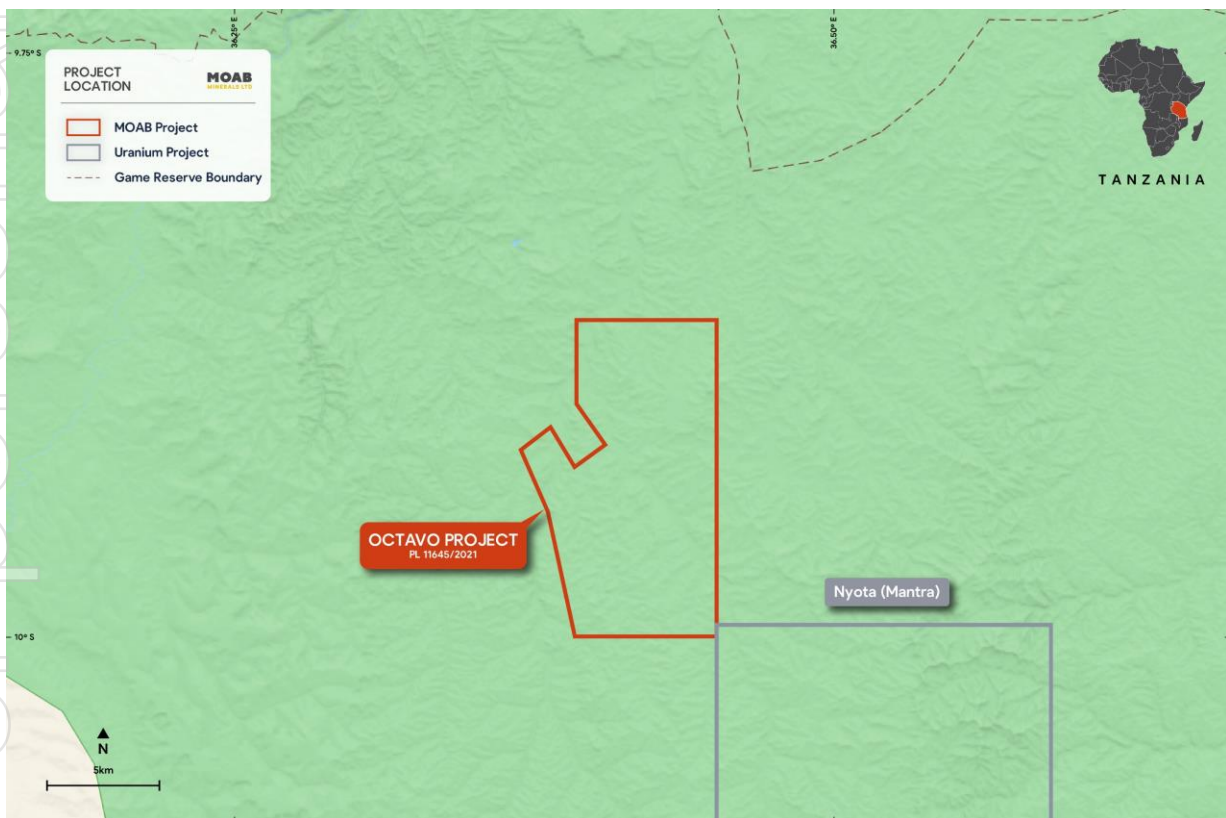 36.25° E
36.50° E
9.75° S
PROJECT
LOCATION
MOAB
MINERALS LTD
MOAB Project
Uranium Project
Game Reserve Boundary
TANZANIA
OCTAVO PROJECT
PL 11645/2021
Nyota (Mantra)
10° S
N
5km